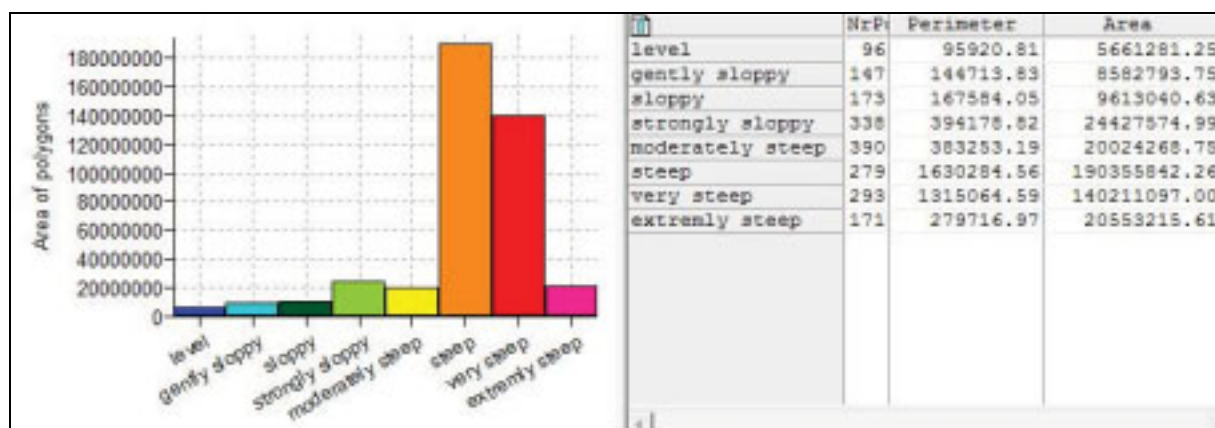 Area of polygons
180000000
160000000
140000000
120000000
100000000
80000000
60000000
40000000
20000000
0
level
gently sloppy
sloppy
strongly sloppy
moderately steep
steep
very steep
extremly steep
NrPo Perimeter Area
level 96 95920.81 5661281.25
gently sloppy 147 144713.83 8582793.75
sloppy 173 167584.05 9613040.63
strongly sloppy 338 394178.82 24427574.99
moderately steep 390 383253.19 20024268.75
steep 279 1630284.56 190355842.26
very steep 293 1315064.59 140211097.00
extremly steep 171 279716.97 20553215.61